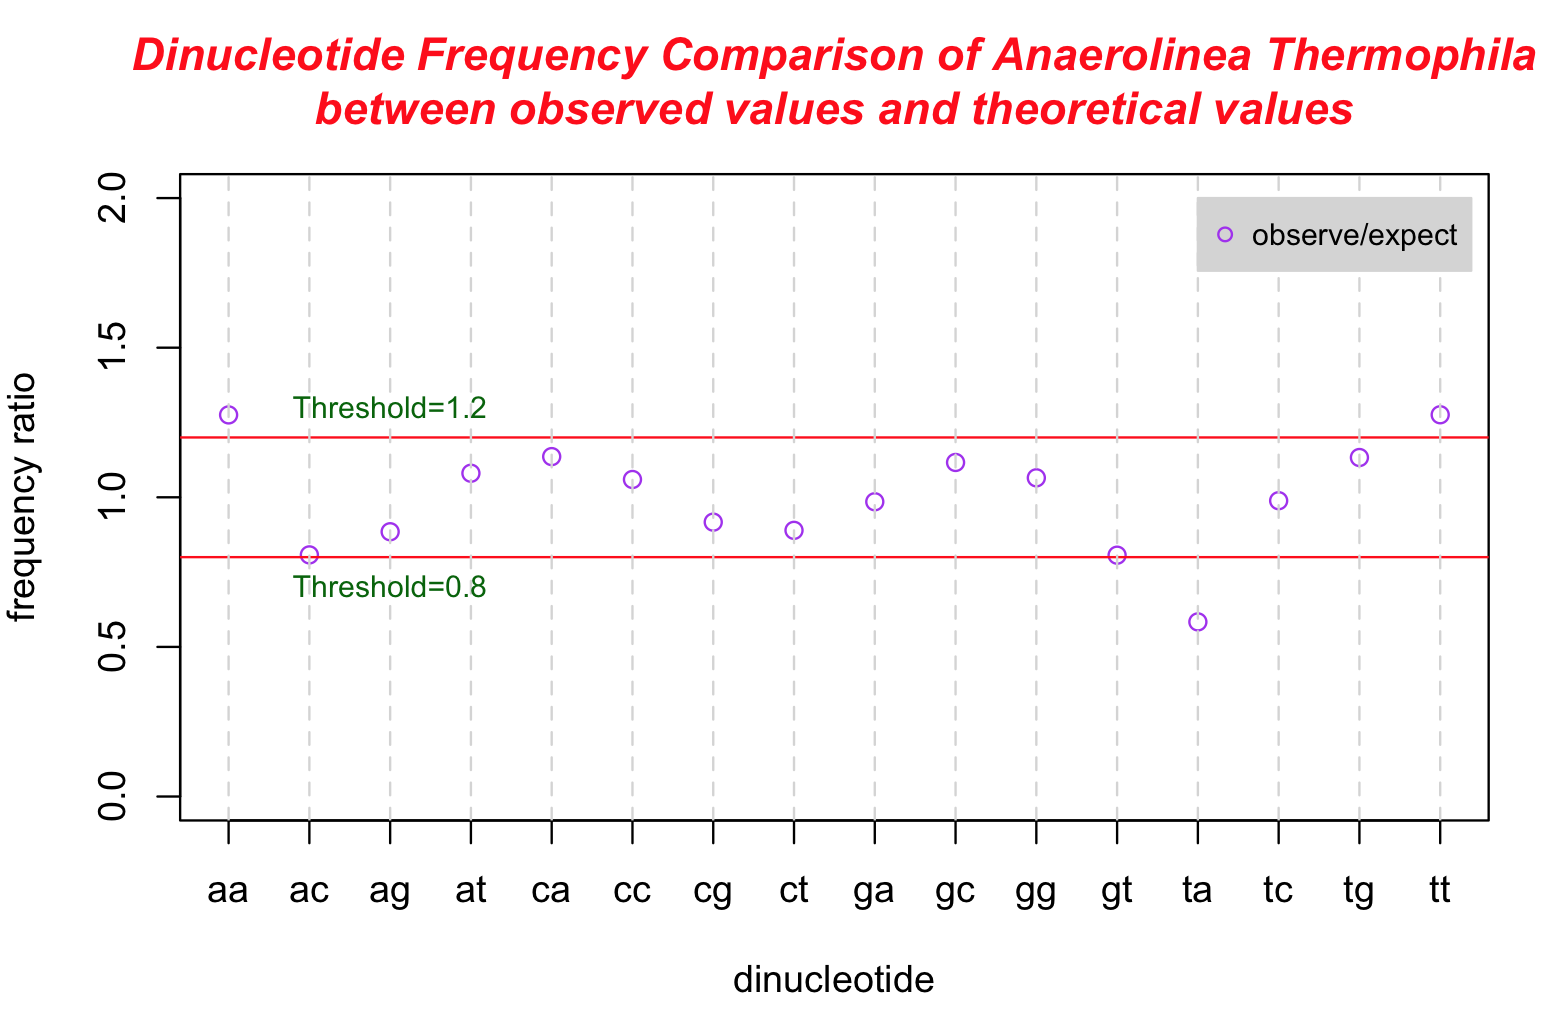 Dinucleotide Frequency Comparison of Anaerolinea Thermophila
between observed values and theoretical values
observe/expect
2.0
1.5
1.0
0.5
0.0
frequency ratio
Threshold=1.2
Threshold=0.8
aa ac ag at ca cc cg ct ga gc gg gt ta tc tg tt
dinucleotide